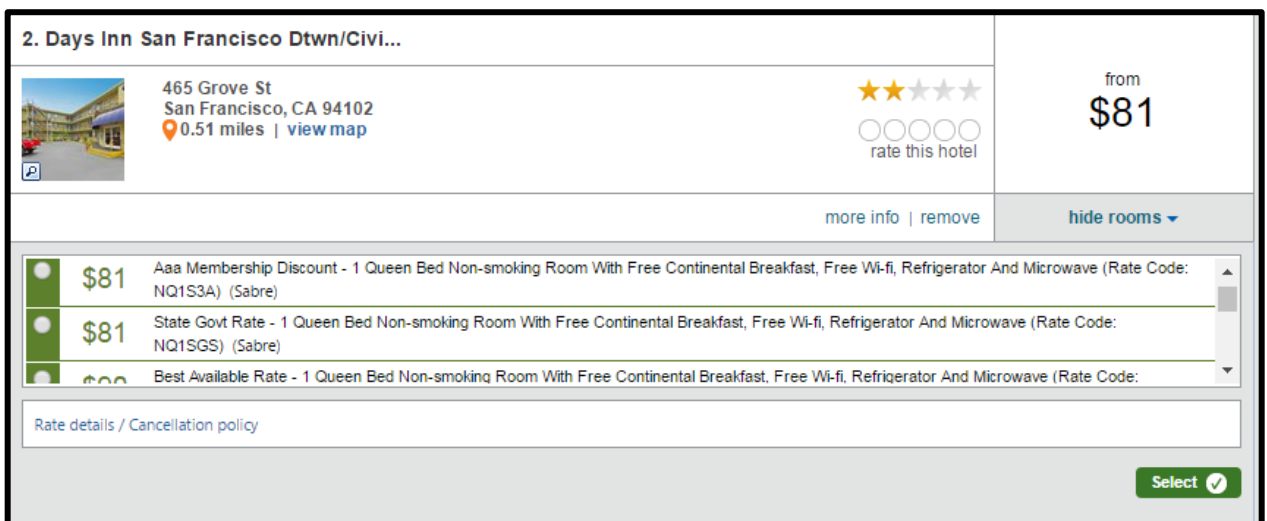 2. Days Inn San Francisco Dtwn/Civi...
465 Grove St
San Francisco, CA 94102
0.51 miles | view map
rate this hotel
from
$81
more info | remove
hide rooms
$81
Aaa Membership Discount - 1 Queen Bed Non-smoking Room With Free Continental Breakfast, Free Wi-fi, Refrigerator And Microwave (Rate Code:
NQ1S3A) (Sabre)
$81
State Govt Rate - 1 Queen Bed Non-smoking Room With Free Continental Breakfast, Free Wi-fi, Refrigerator And Microwave (Rate Code:
NQ1SGS) (Sabre)
Best Available Rate - 1 Queen Bed Non-smoking Room With Free Continental Breakfast, Free Wi-fi, Refrigerator And Microwave (Rate Code:
Rate details / Cancellation policy
Select